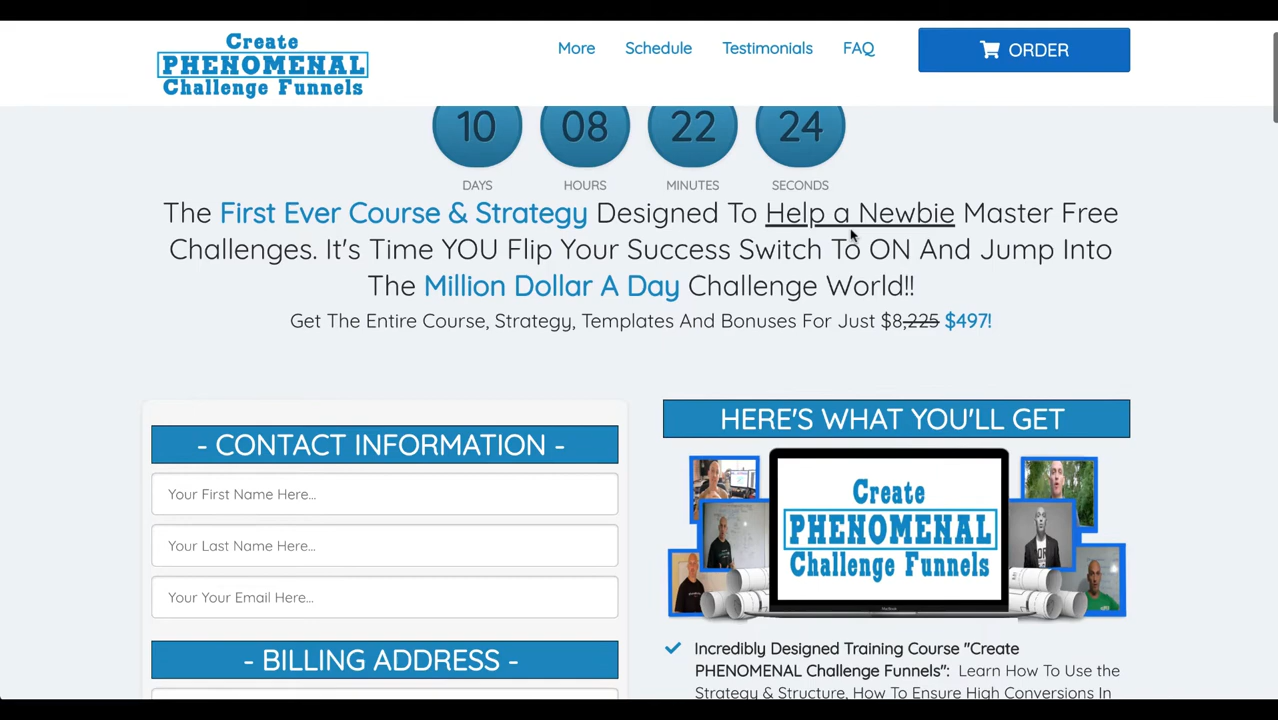 Create
PHENOMENAL
Challenge Funnels
More Schedule Testimonials FAQ ORDER
10 08 22 24
DAYS HOURS MINUTES SECONDS
The First Ever Course & Strategy Designed To Help a Newbie Master Free
Challenges. It's Time YOU Flip Your Success Switch To ON And Jump Into
The Million Dollar A Day Challenge World!!
Get The Entire Course, Strategy, Templates And Bonuses For Just $8,225 $497!
- CONTACT INFORMATION -
Your First Name Here...
Your Last Name Here...
Your Your Email Here...
- BILLING ADDRESS -
HERE'S WHAT YOU'LL GET
Create
PHENOMENAL
Challenge Funnels
Incredibly Designed Training Course "Create
PHENOMENAL Challenge Funnels": Learn How To Use the
Strategy & Structure, How To Ensure High Conversions In